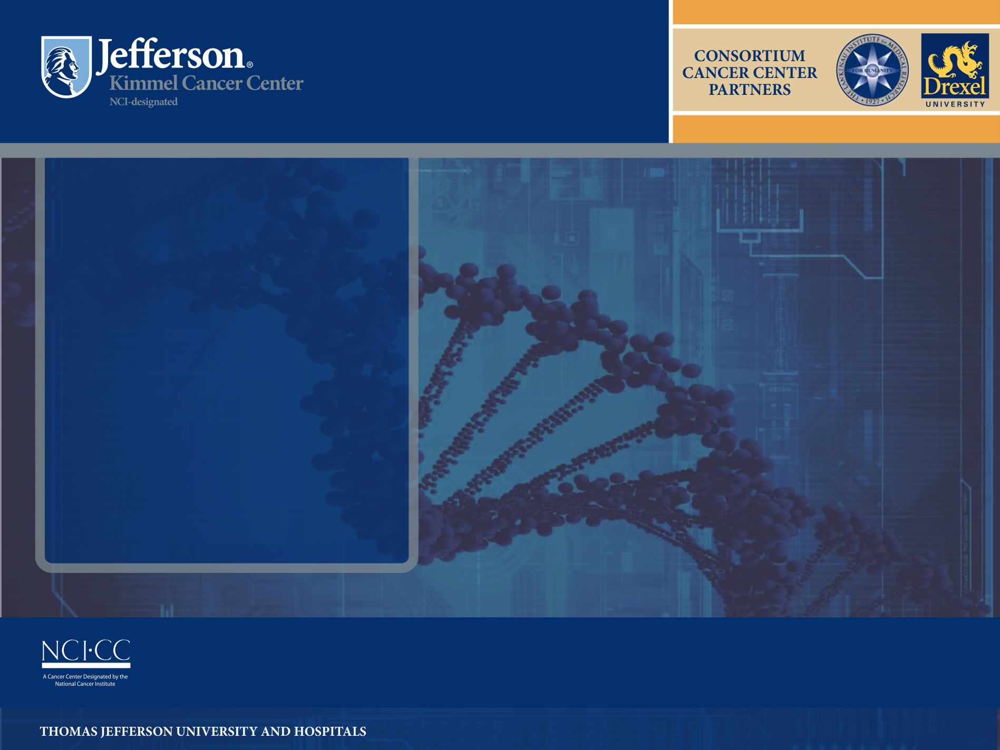 Jefferson®
Kimmel Cancer Center
NCI-designated
CONSORTIUM
CANCER CENTER
PARTNERS
THE LANKENAU INSTITUTE for MEDICAL RESEARCH
FOR HUMANITY
• 1927 •
Drexel
UNIVERSITY
NCI·CC
A Cancer Center Designated by the
National Cancer Institute
THOMAS JEFFERSON UNIVERSITY AND HOSPITALS